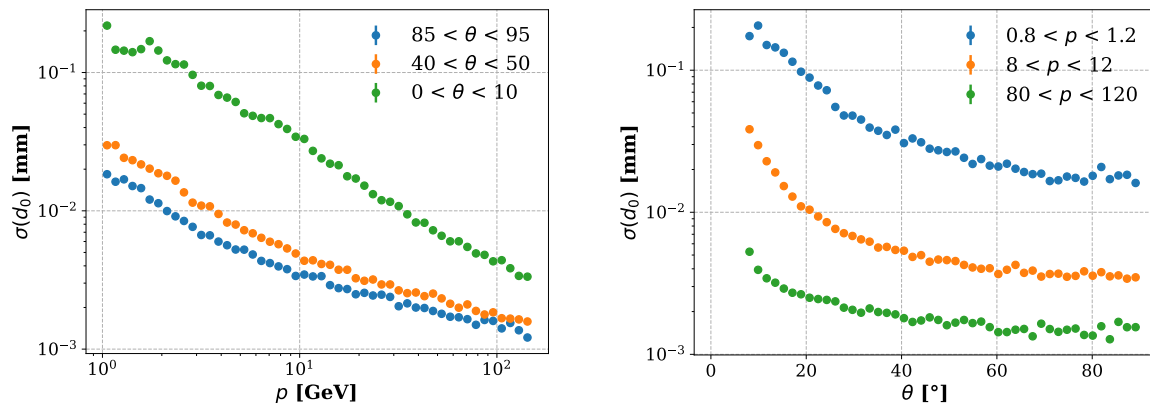 σ(d₀) [mm]
10⁻¹
10⁻²
10⁻³
85 < θ < 95
40 < θ < 50
0 < θ < 10
10⁰ 10¹ 10²
p [GeV]
σ(d₀) [mm]
10⁻¹
10⁻²
10⁻³
0.8 < p < 1.2
8 < p < 12
80 < p < 120
0 20 40 60 80
θ [°]